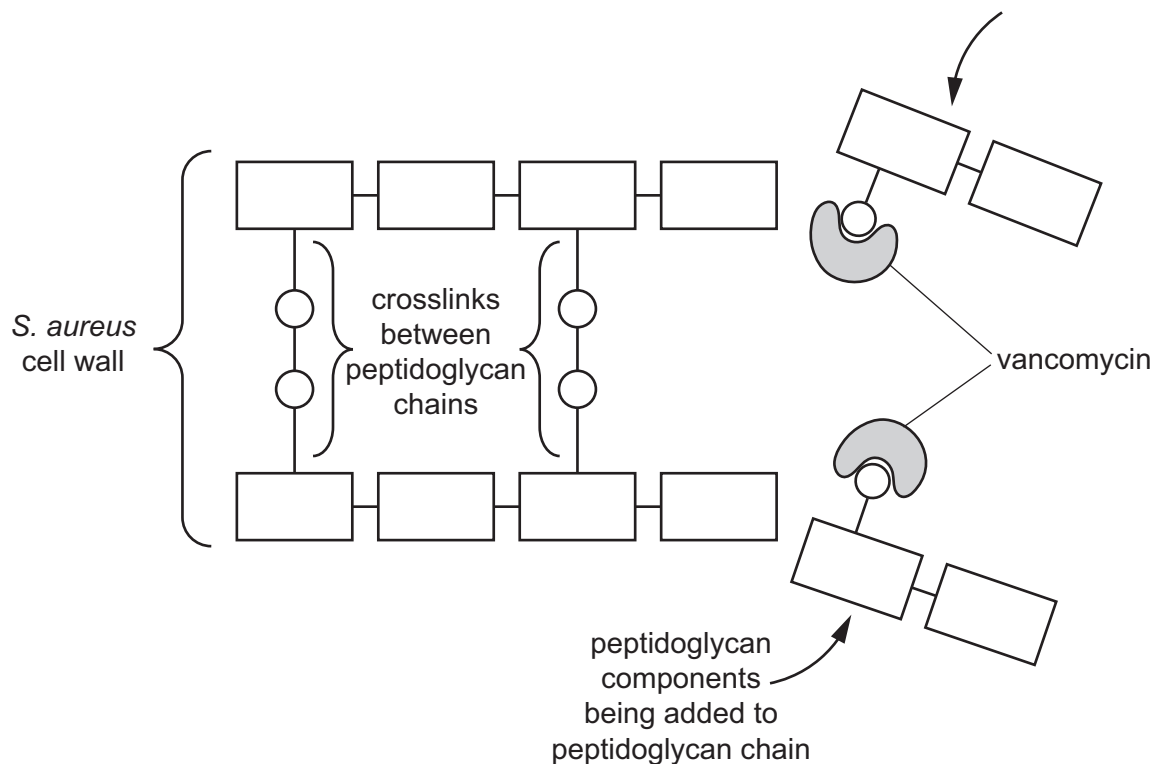 S. aureus
cell wall
crosslinks
between
peptidoglycan
chains
vancomycin
peptidoglycan
components
being added to
peptidoglycan chain